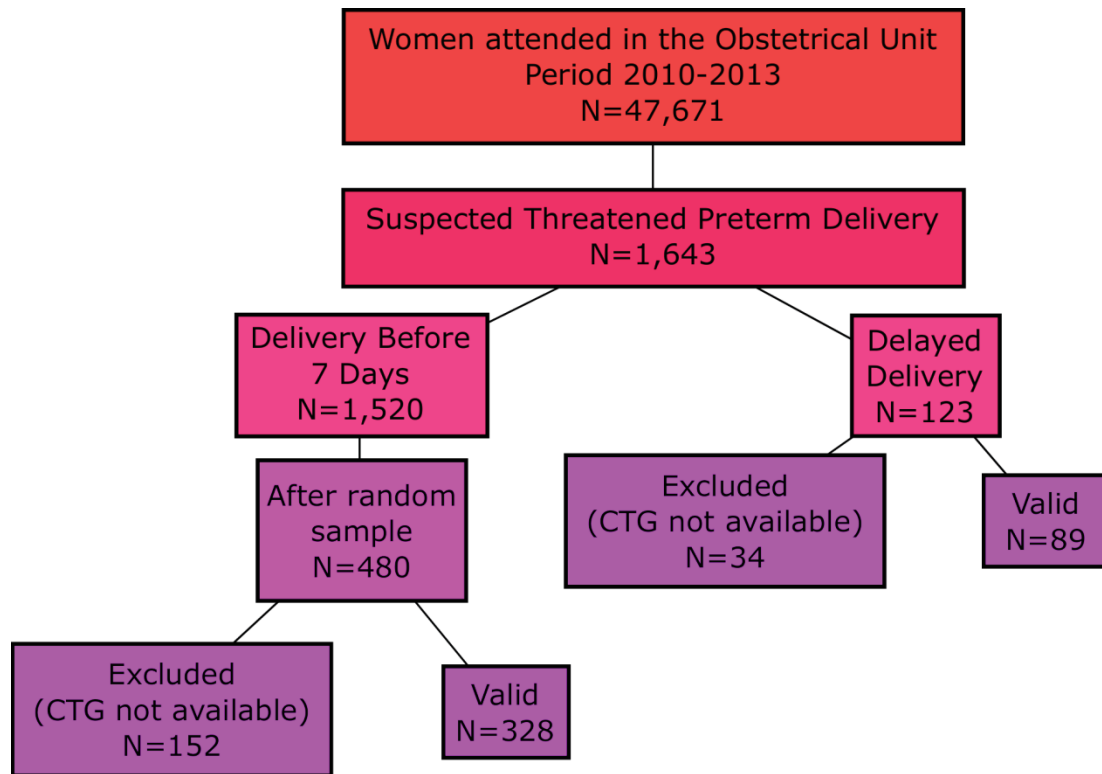 Women attended in the Obstetrical Unit
Period 2010-2013
N=47,671
Suspected Threatened Preterm Delivery
N=1,643
Delivery Before
7 Days
N=1,520
Delayed
Delivery
N=123
After random
sample
N=480
Excluded
(CTG not available)
N=34
Valid
N=89
Excluded
(CTG not available)
N=152
Valid
N=328